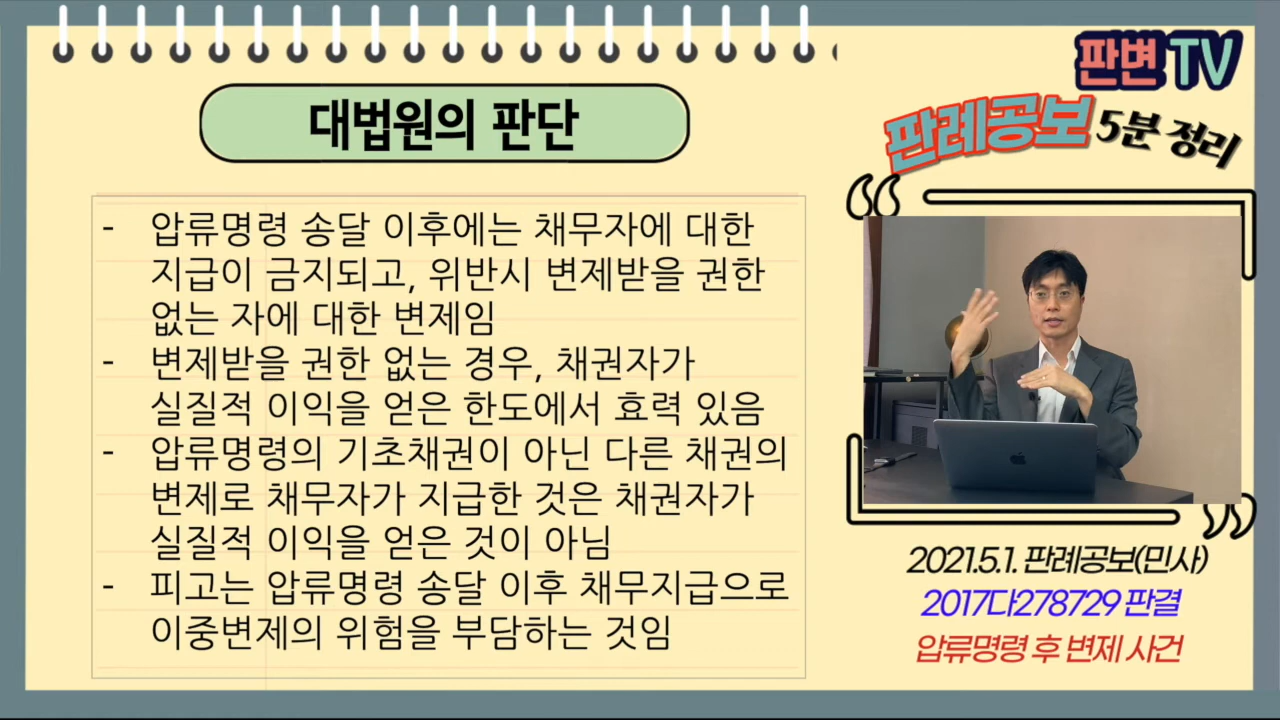 판변 TV
판례공보 5분 정리
대법원의 판단
- 압류명령 송달 이후에는 채무자에 대한
지급이 금지되고, 위반시 변제받을 권한
없는 자에 대한 변제임
- 변제받을 권한 없는 경우, 채권자가
실질적 이익을 얻은 한도에서 효력 있음
- 압류명령의 기초채권이 아닌 다른 채권의
변제로 채무자가 지급한 것은 채권자가
실질적 이익을 얻은 것이 아님
- 피고는 압류명령 송달 이후 채무지급으로
이중변제의 위험을 부담하는 것임
2021.5.1. 판례공보(민사)
2017다278729 판결
압류명령 후 변제 사건